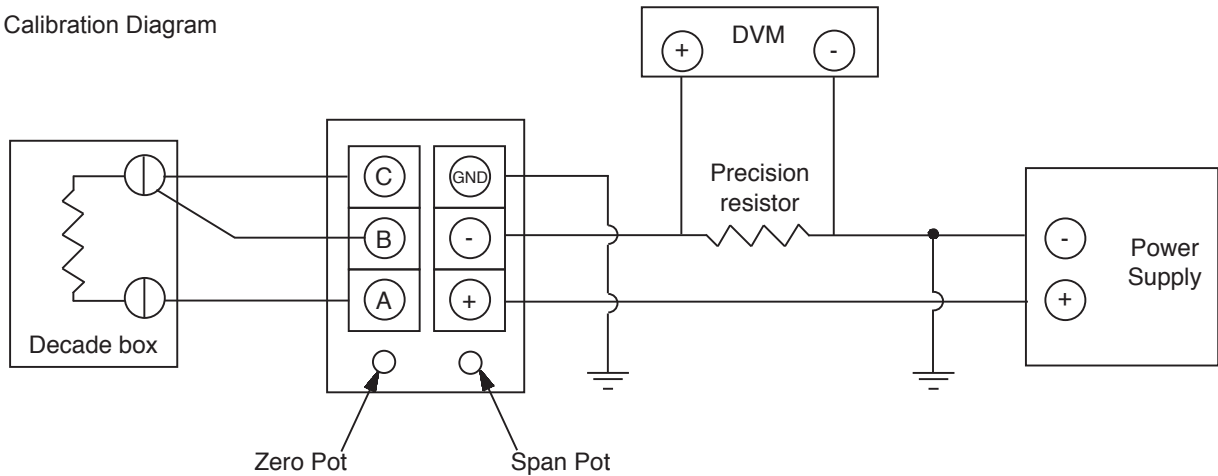 Calibration Diagram
DVM
+
-
C
GND
B
-
A
+
Decade box
Precision
resistor
-
+
Power
Supply
Zero Pot
Span Pot